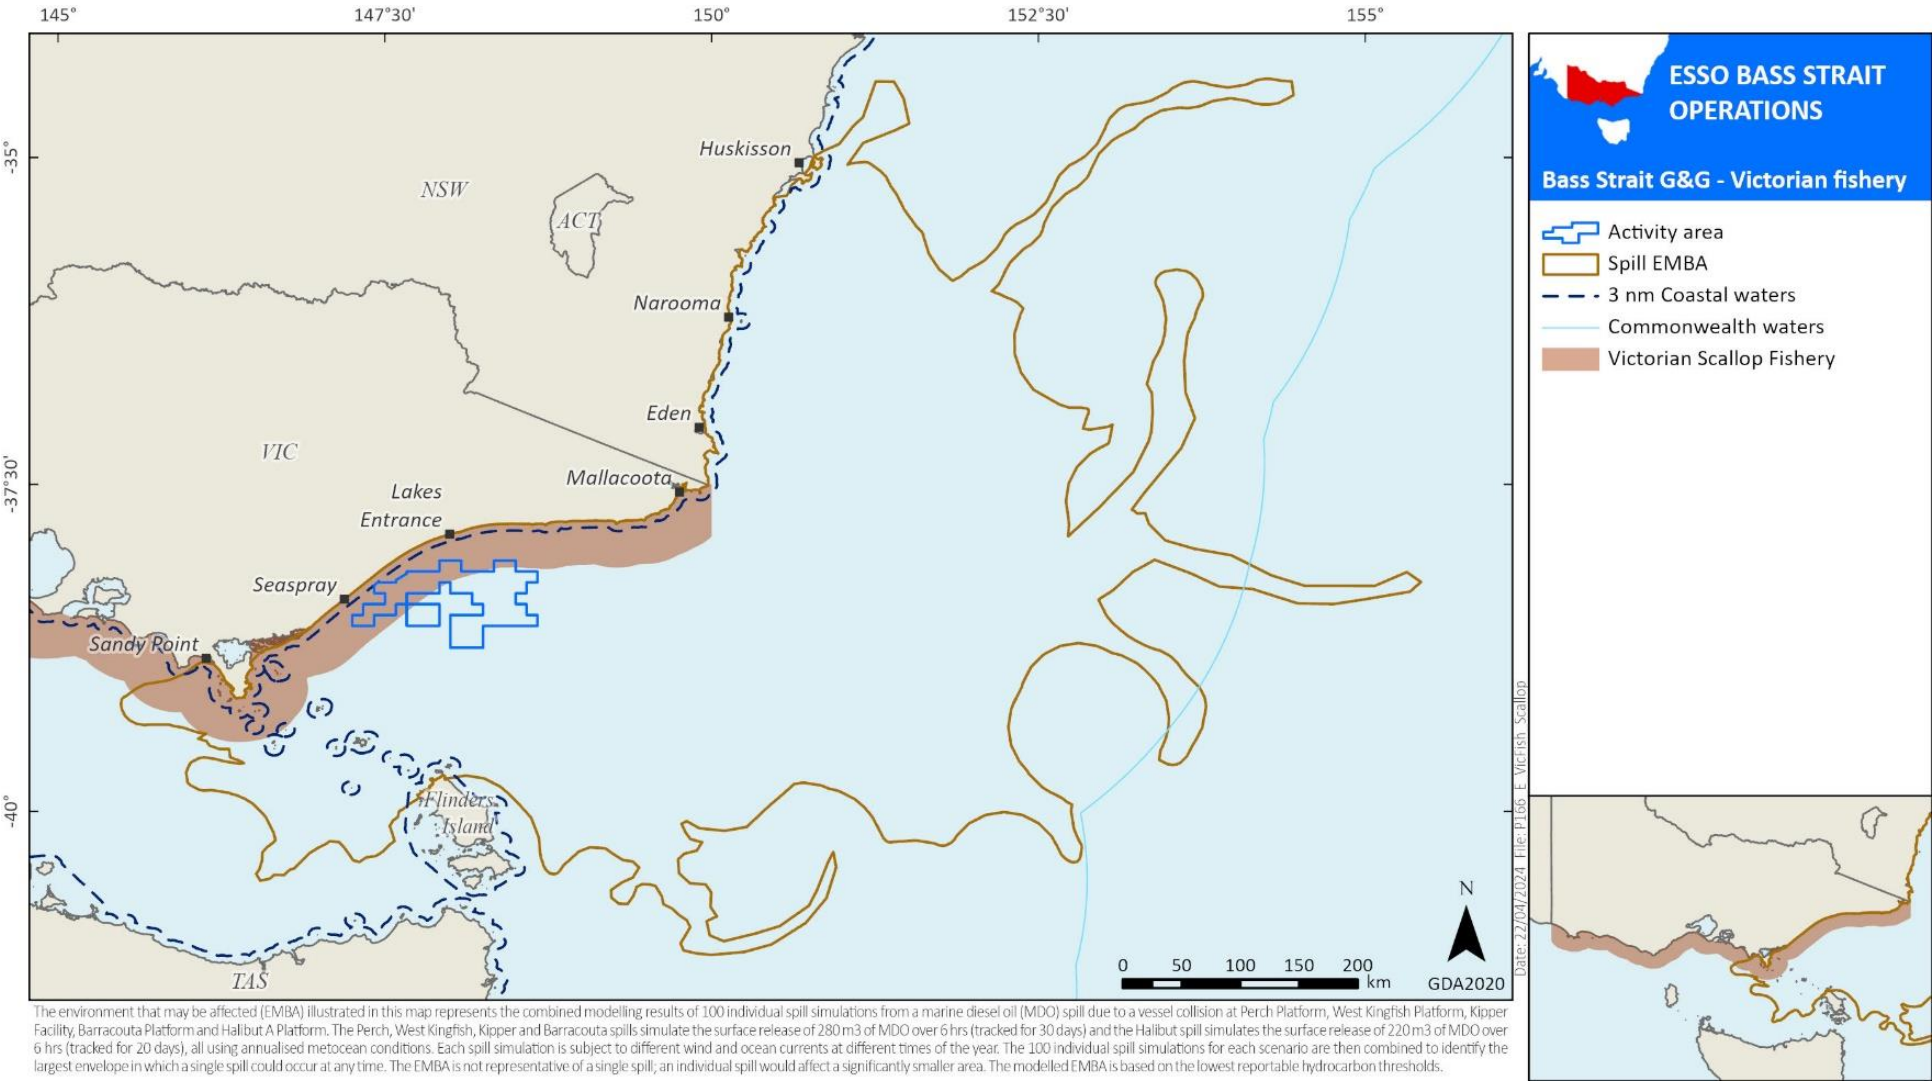 145°
147°30'
150°
152°30'
155°
-35°
-37°30'
-40°
Huskisson
NSW
ACT
Narooma
Eden
VIC
Mallacoota
Lakes
Entrance
Seaspray
Sandy Point
Flinders
Island
TAS
0 50 100 150 200
km
N
GDA2020
Date: 22/04/2024 File: P166_E_VicFish_Scallop
ESSO BASS STRAIT
OPERATIONS
Bass Strait G&G - Victorian fishery
Activity area
Spill EMBA
3 nm Coastal waters
Commonwealth waters
Victorian Scallop Fishery
The environment that may be affected (EMBA) illustrated in this map represents the combined modelling results of 100 individual spill simulations from a marine diesel oil (MDO) spill due to a vessel collision at Perch Platform, West Kingfish Platform, Kipper
Facility, Barracouta Platform and Halibut A Platform. The Perch, West Kingfish, Kipper and Barracouta spills simulate the surface release of 280 m3 of MDO over 6 hrs (tracked for 30 days) and the Halibut spill simulates the surface release of 220 m3 of MDO over
6 hrs (tracked for 20 days), all using annualised metocean conditions. Each spill simulation is subject to different wind and ocean currents at different times of the year. The 100 individual spill simulations for each scenario are then combined to identify the
largest envelope in which a single spill could occur at any time. The EMBA is not representative of a single spill; an individual spill would affect a significantly smaller area. The modelled EMBA is based on the lowest reportable hydrocarbon thresholds.